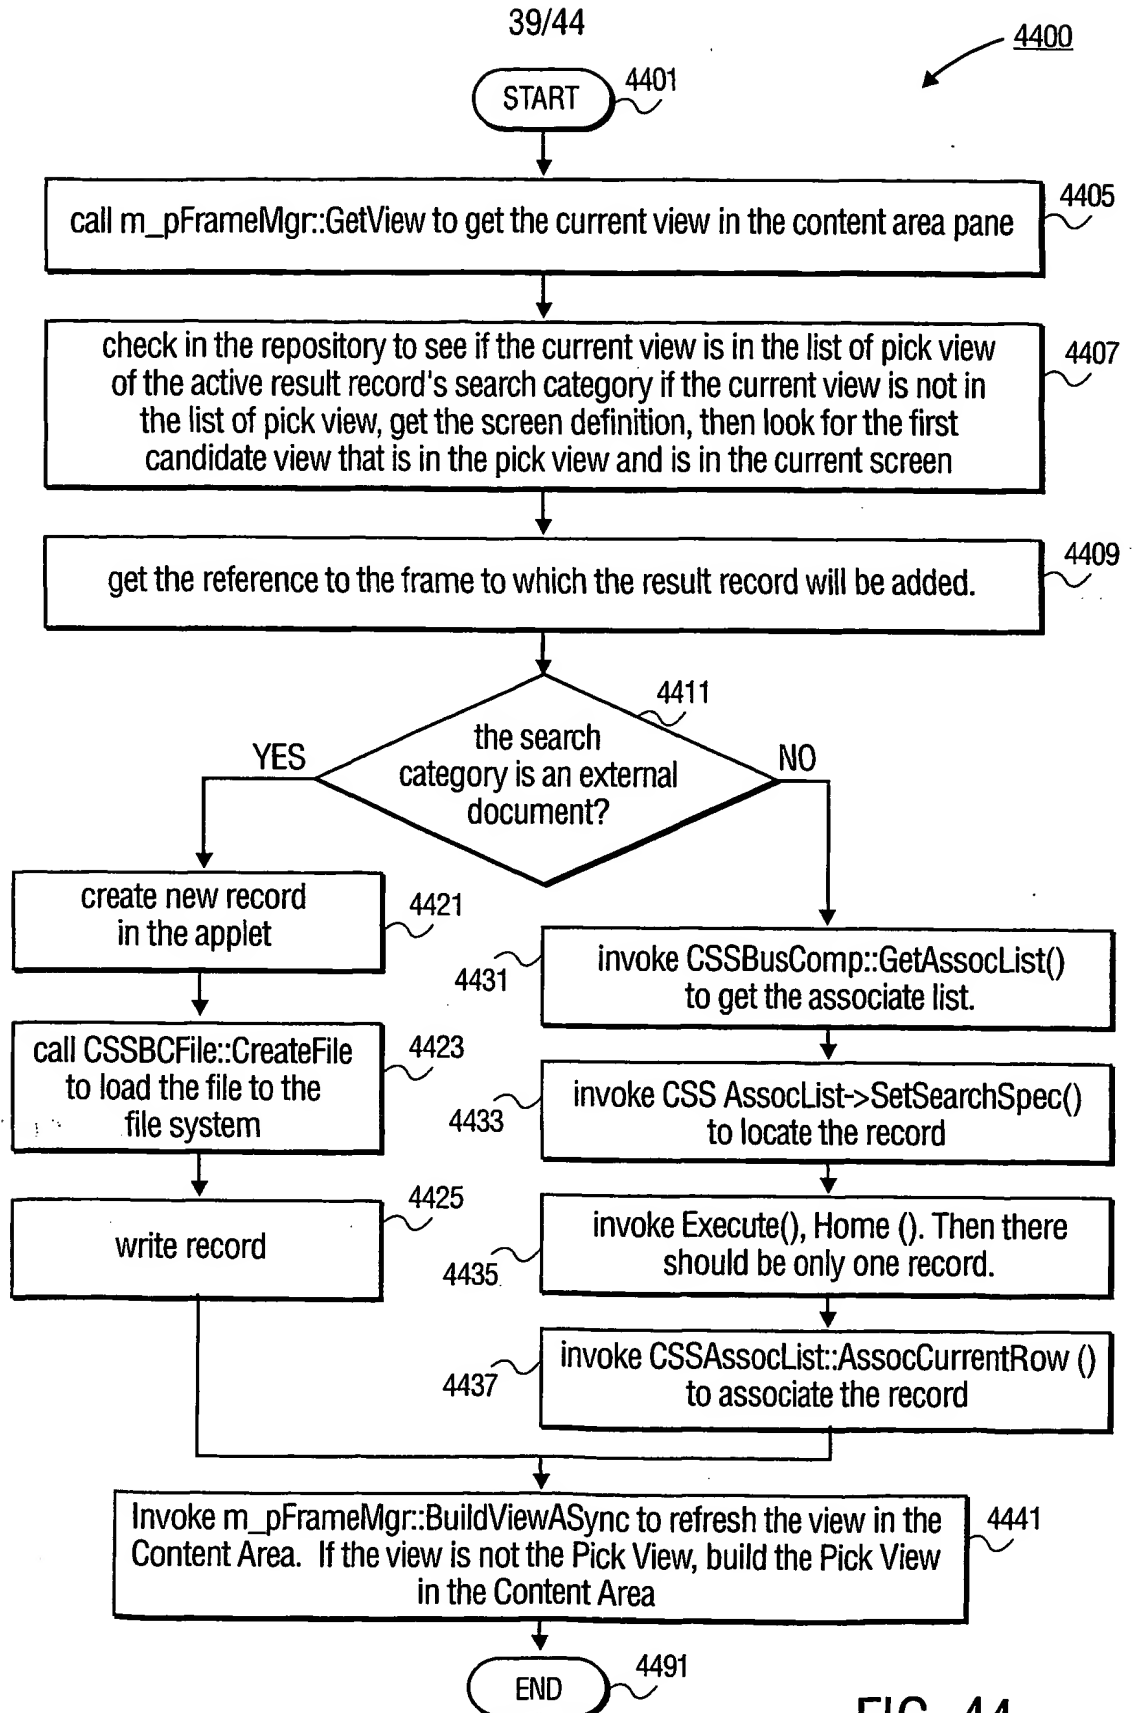 39/44
4400
START
4401
call m_pFrameMgr::GetView to get the current view in the content area pane
4405
check in the repository to see if the current view is in the list of pick view
of the active result record's search category if the current view is not in
the list of pick view, get the screen definition, then look for the first
candidate view that is in the pick view and is in the current screen
4407
get the reference to the frame to which the result record will be added.
4409
4411
the search
category is an external
document?
YES
NO
create new record
in the applet
4421
call CSSBCFile::CreateFile
to load the file to the
file system
4423
write record
4425
invoke CSSBusComp::GetAssocList()
to get the associate list.
4431
invoke CSS AssocList->SetSearchSpec()
to locate the record
4433
invoke Execute(), Home (). Then there
should be only one record.
4435
invoke CSSAssocList::AssocCurrentRow ()
to associate the record
4437
Invoke m_pFrameMgr::BuildViewASync to refresh the view in the
Content Area. If the view is not the Pick View, build the Pick View
in the Content Area
4441
END
4491
FIG. 44